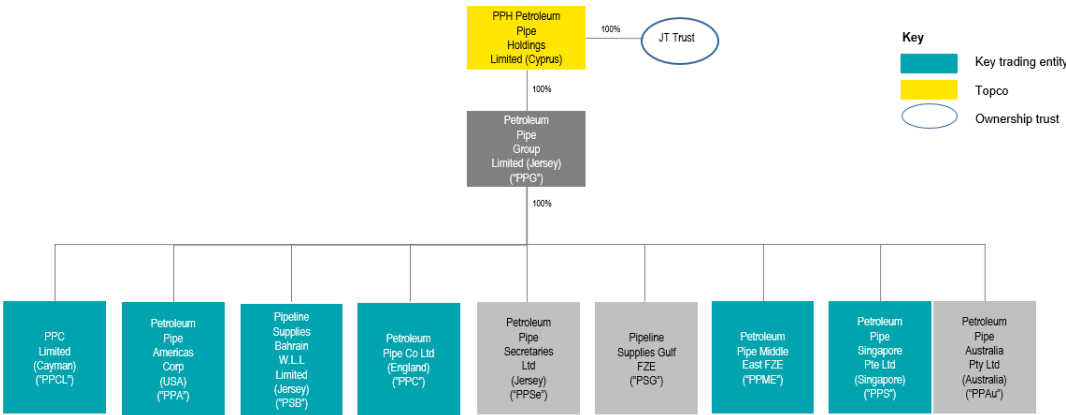 PPH Petroleum
Pipe
Holdings
Limited (Cyprus)
100%
JT Trust
Key
Key trading entity
Topco
Ownership trust
100%
Petroleum
Pipe
Group
Limited (Jersey)
("PPG")
100%
PPC
Limited
(Cayman)
("PPCL")
Petroleum
Pipe
Americas
Corp
(USA)
("PPA")
Pipeline
Supplies
Bahrain
W.L.L
Limited
(Jersey)
("PSB")
Petroleum
Pipe Co Ltd
(England)
("PPC")
Petroleum
Pipe
Secretaries
Ltd
(Jersey)
("PPSe")
Pipeline
Supplies Gulf
FZE
("PSG")
Petroleum
Pipe Middle
East FZE
("PPME")
Petroleum
Pipe
Singapore
Pte Ltd
(Singapore)
("PPS")
Petroleum
Pipe
Australia
Pty Ltd
(Australia)
("PPAu")